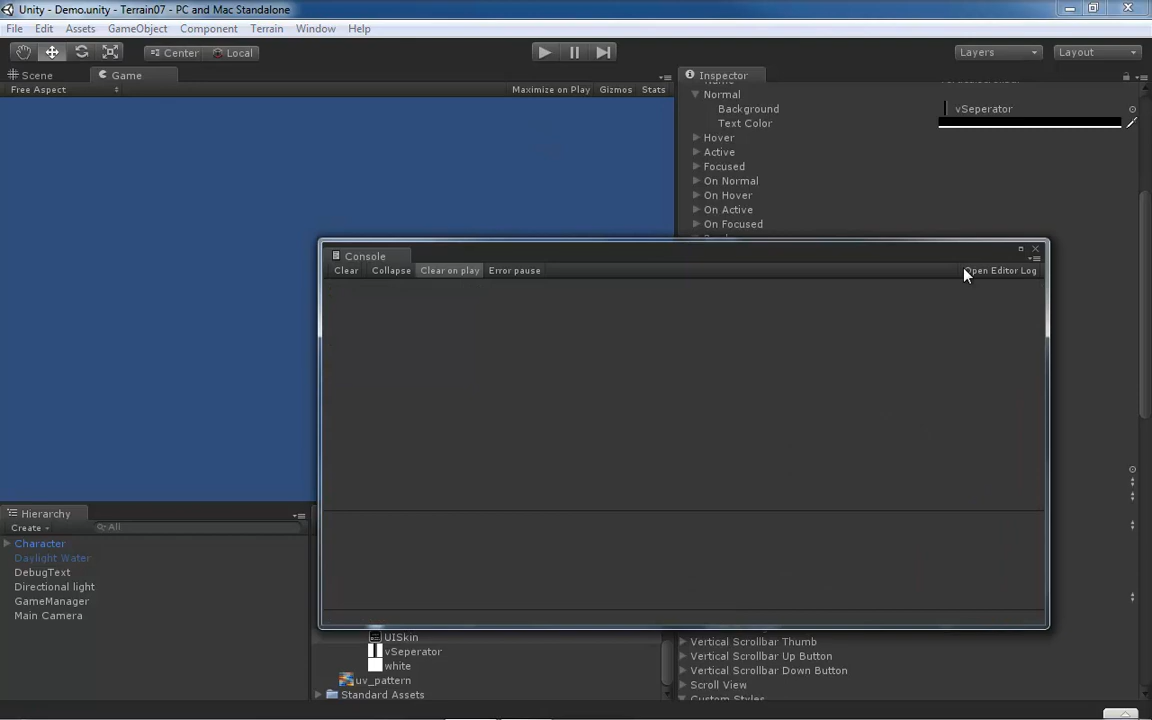 Unity - Demo.unity - Terrain07 - PC and Mac Standalone
File Edit Assets GameObject Component Terrain Window Help
Center Local Layers Layout
Scene Game Inspector
Free Aspect Maximize on Play Gizmos Stats
Normal
Background vSeperator
Text Color
Hover
Active
Focused
On Normal
On Hover
On Active
On Focused
Console
Clear Collapse Clear on play Error pause Open Editor Log
Hierarchy
Create All
Character
Daylight Water
DebugText
Directional light
GameManager
Main Camera
UISkin
vSeperator
white
uv_pattern
Standard Assets
Vertical Scrollbar Thumb
Vertical Scrollbar Up Button
Vertical Scrollbar Down Button
Scroll View
Custom Styles